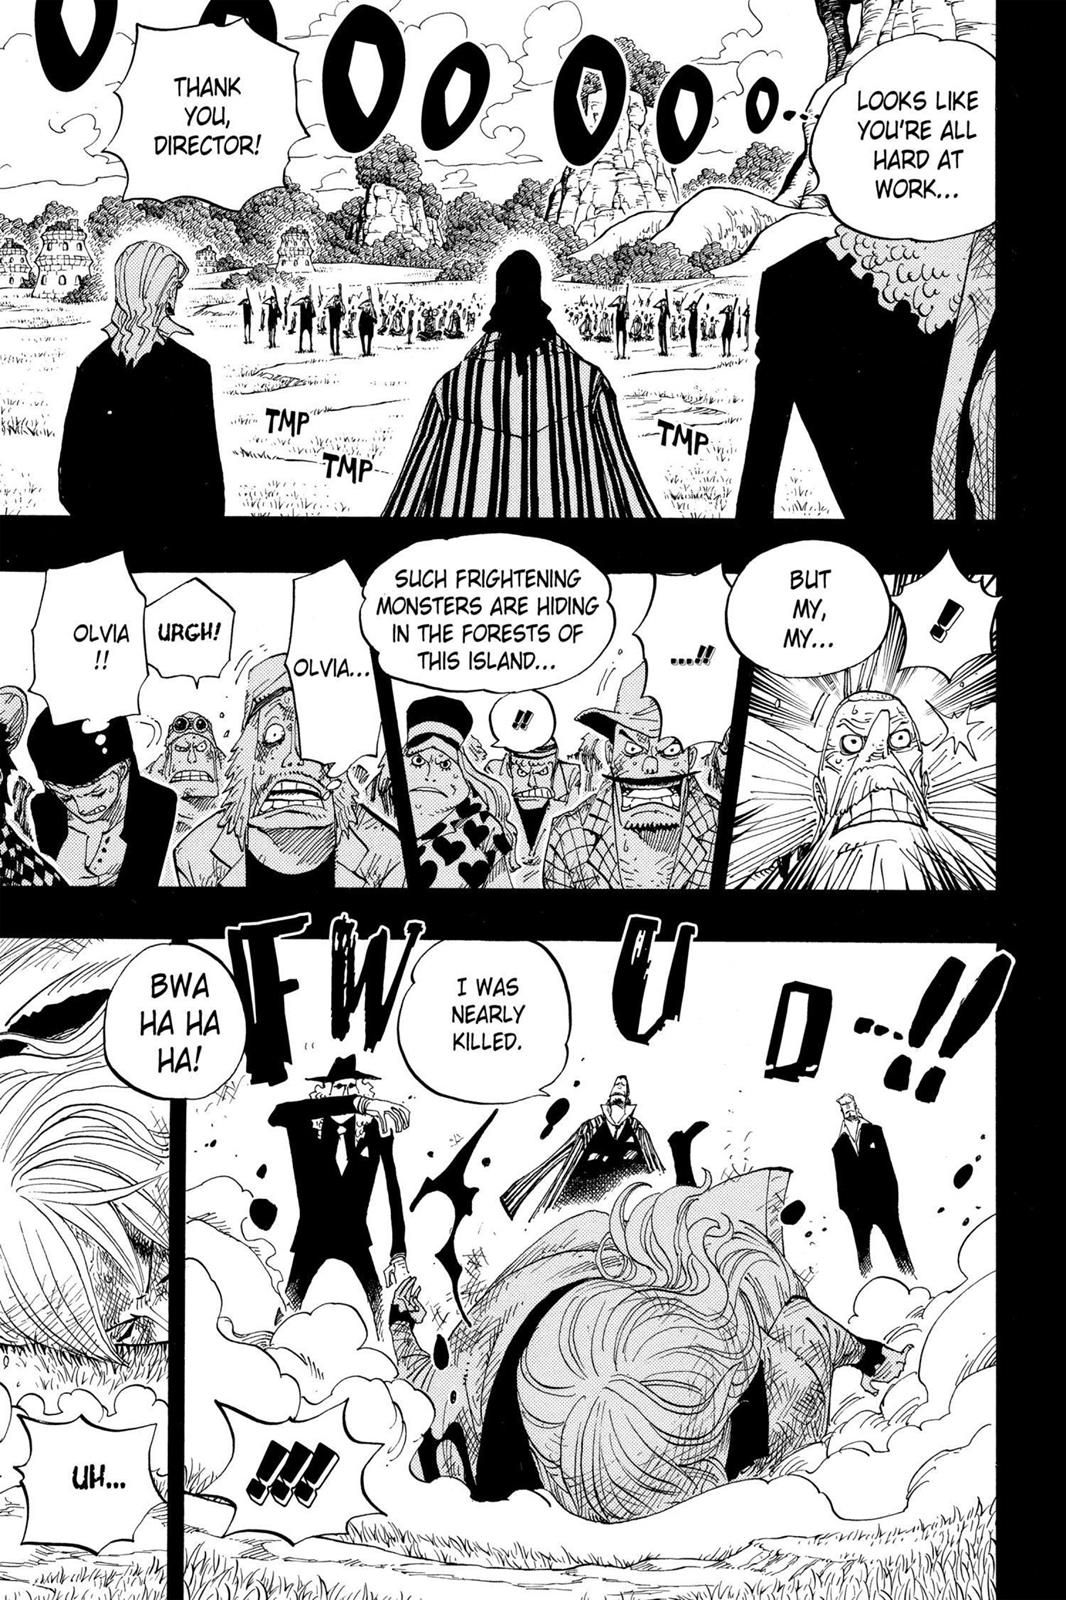 LOOKS LIKE
YOU'RE ALL
HARD AT
WORK...
OOOOOOO...
THANK
YOU,
DIRECTOR!
TMP
TMP
TMP
!!
BUT
MY,
MY...
....!!
SUCH FRIGHTENING
MONSTERS ARE HIDING
IN THE FORESTS OF
THIS ISLAND...
!!
OLVIA...
URGH!
OLVIA
!!
FWUD...!!
I WAS
NEARLY
KILLED.
!!!!
BWA
HA HA
HA!
UH...